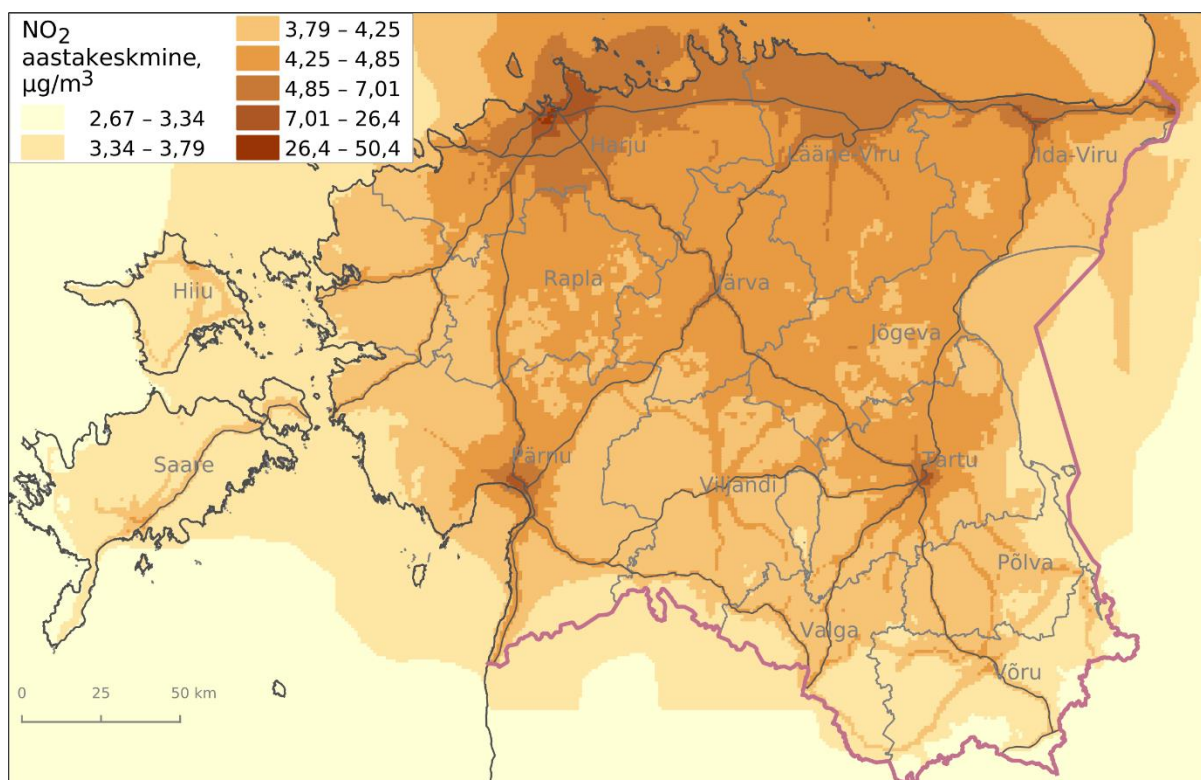 NO₂
aastakeskmine,
µg/m³
2,67 – 3,34
3,34 – 3,79
3,79 – 4,25
4,25 – 4,85
4,85 – 7,01
7,01 – 26,4
26,4 – 50,4
Harju
Lääne-Viru
Ida-Viru
Hiiu
Rapla
Järva
Jõgeva
Saare
Pärnu
Viljandi
Tartu
Põlva
Valga
Võru
0 25 50 km